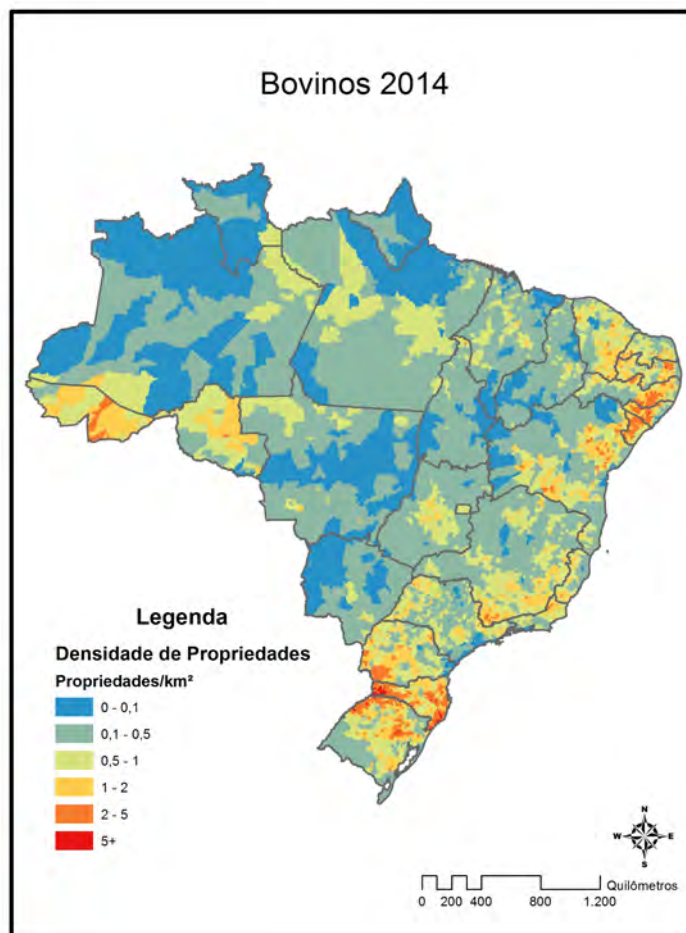 Bovinos 2014
Legenda
Densidade de Propriedades
Propriedades/km²
0 - 0,1
0,1 - 0,5
0,5 - 1
1 - 2
2 - 5
5+
N
W E
S
Quilômetros
0 200 400 800 1.200